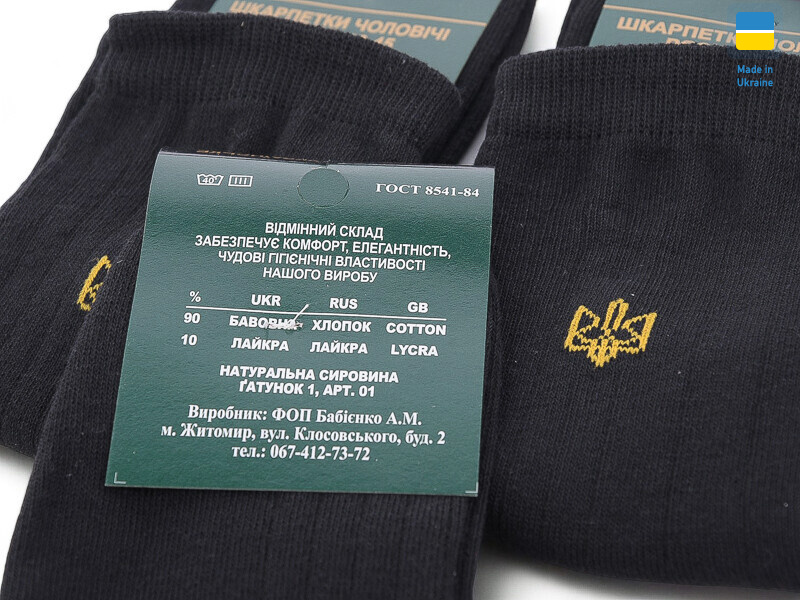 ШКАРПЕТКИ ЧОЛОВІЧІ
ШКАРПЕТКИ
Made in
Ukraine
40
ГОСТ 8541-84
ВІДМІННИЙ СКЛАД
ЗАБЕЗПЕЧУЄ КОМФОРТ, ЕЛЕГАНТНІСТЬ,
ЧУДОВІ ГІГІЄНІЧНІ ВЛАСТИВОСТІ
НАШОГО ВИРОБУ
% UKR RUS GB
90 БАВОВНА ХЛОПОК COTTON
10 ЛАЙКРА ЛАЙКРА LYCRA
НАТУРАЛЬНА СИРОВИНА
ҐАТУНОК 1, АРТ. 01
Виробник: ФОП Бабієнко А.М.
м. Житомир, вул. Клосовського, буд. 2
тел.: 067-412-73-72